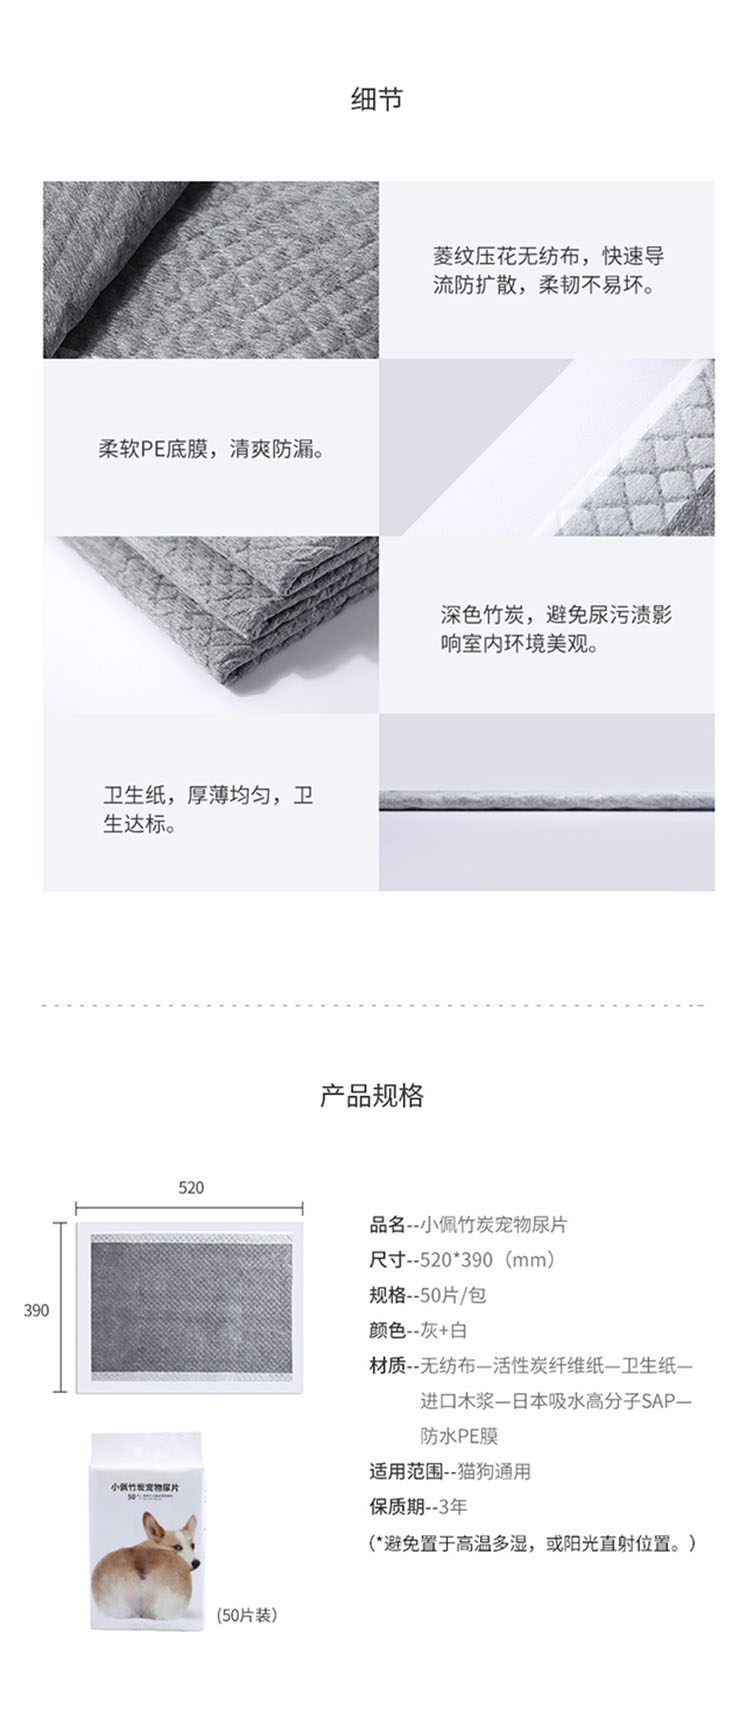 细节
菱纹压花无纺布，快速导
流防扩散，柔韧不易坏。
柔软PE底膜，清爽防漏。
深色竹炭，避免尿污渍影
响室内环境美观。
卫生纸，厚薄均匀，卫
生达标。
产品规格
520
390
品名--小佩竹炭宠物尿片
尺寸--520*390（mm）
规格--50片/包
颜色--灰+白
材质--无纺布—活性炭纤维纸—卫生纸—
进口木浆—日本吸水高分子SAP—
防水PE膜
适用范围--猫狗通用
保质期--3年
（*避免置于高温多湿，或阳光直射位置。）
小佩竹炭宠物尿片
50
（50片装）